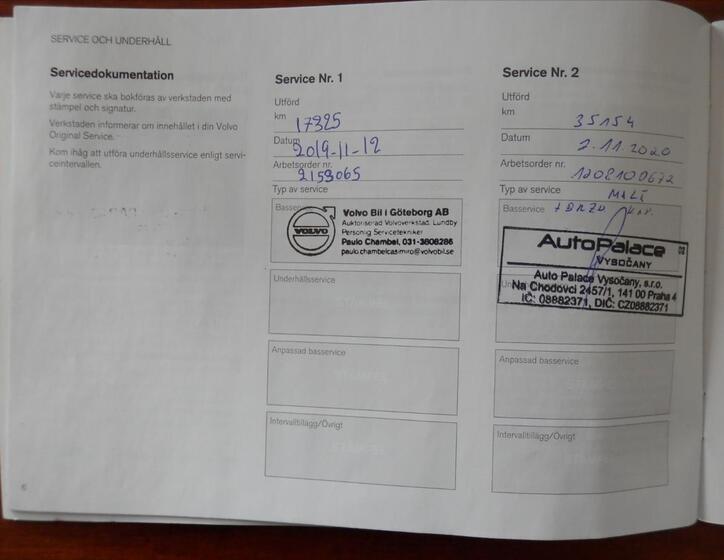 SERVICE OCH UNDERHÅLL
Servicedokumentation
Varje service ska bokföras av verkstaden med
stämpel och signatur.
Verkstaden informerar om innehållet i din Volvo
Original Service.
Kom ihåg att utföra underhållsservice enligt servi-
ceintervallen.
6
Service Nr. 1
Utförd
km 17325
Datum 2019-11-12
Arbetsorder nr. 2153065
Typ av service
Basservice
VOLVO
Volvo Bil i Göteborg AB
Auktoriserad Volvoverkstad, Lundby
Personlig Servicetekniker
Paulo Chambel, 031-3808286
paulo.chambelcasimiro@volvobil.se
Underhållsservice
Anpassad basservice
Intervalltillägg/Övrigt
Service Nr. 2
Utförd
km 35154
Datum 2.11.2020
Arbetsorder nr. 1208100672
Typ av service
Basservice
AutoPalace
VYSOČANY
Auto Palace Vysočany, s.r.o.
Na Chodovci 2457/1, 141 00 Praha 4
IČ: 08882371, DIČ: CZ08882371
Anpassad basservice
Intervalltillägg/Övrigt